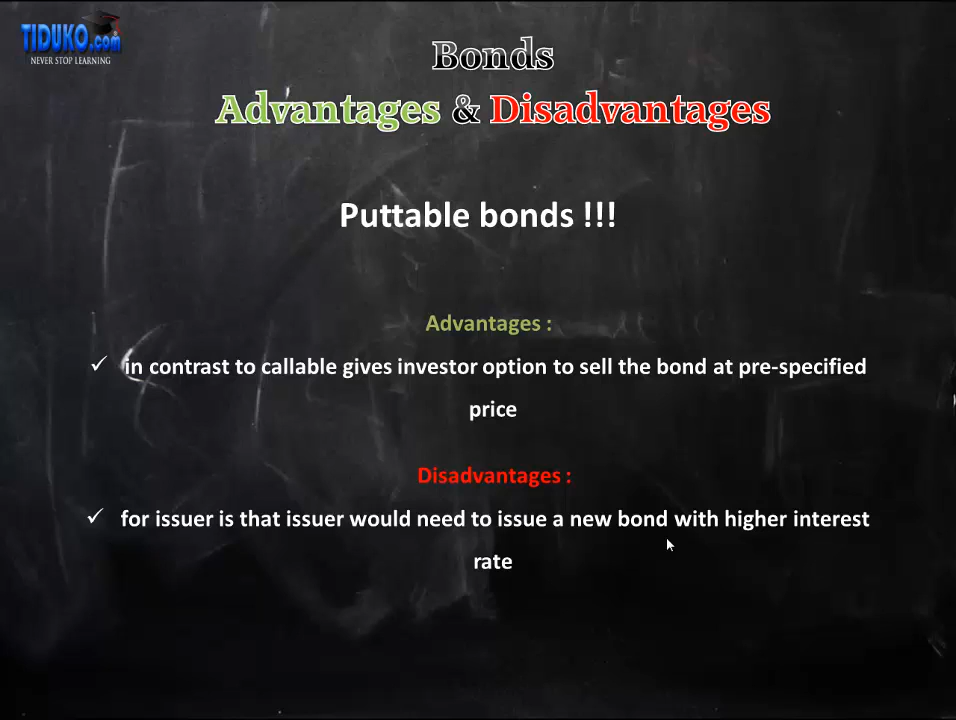 TIDUKO.com
NEVER STOP LEARNING
Bonds
Advantages & Disadvantages
Puttable bonds !!!
Advantages :
✓ in contrast to callable gives investor option to sell the bond at pre-specified
price
Disadvantages :
✓ for issuer is that issuer would need to issue a new bond with higher interest
rate